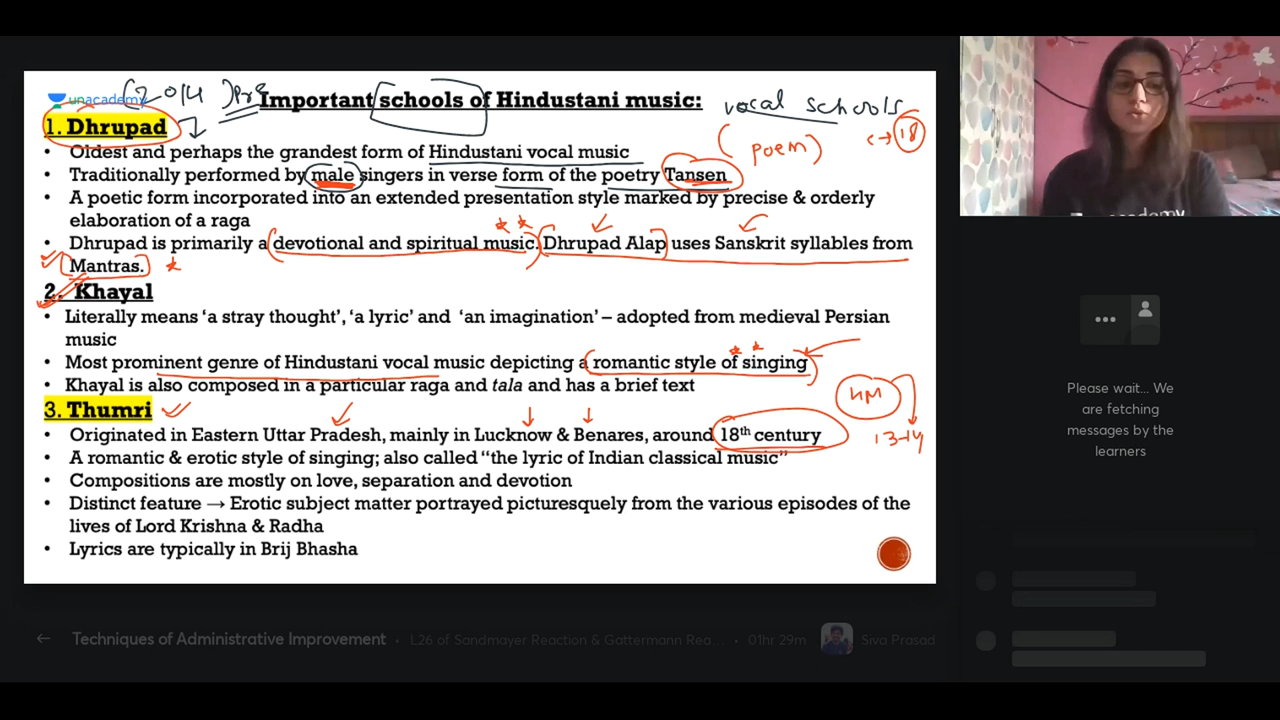 (2014) Pre
unacademy
Important schools of Hindustani music:
vocal schools
1. Dhrupad
(poem)
18
• Oldest and perhaps the grandest form of Hindustani vocal music
• Traditionally performed by male singers in verse form of the poetry Tansen
• A poetic form incorporated into an extended presentation style marked by precise & orderly
elaboration of a raga
• Dhrupad is primarily a devotional and spiritual music. Dhrupad Alap uses Sanskrit syllables from
Mantras.
2. Khayal
• Literally means ‘a stray thought’, ‘a lyric’ and ‘an imagination’ – adopted from medieval Persian
music
• Most prominent genre of Hindustani vocal music depicting a romantic style of singing
• Khayal is also composed in a particular raga and tala and has a brief text
HM
13-14
3. Thumri
• Originated in Eastern Uttar Pradesh, mainly in Lucknow & Benares, around 18th century
• A romantic & erotic style of singing; also called “the lyric of Indian classical music”
• Compositions are mostly on love, separation and devotion
• Distinct feature → Erotic subject matter portrayed picturesquely from the various episodes of the
lives of Lord Krishna & Radha
• Lyrics are typically in Brij Bhasha
Please wait... We
are fetching
messages by the
learners
← Techniques of Administrative Improvement • L26 of Sandmayer Reaction & Gattermann Rea... • 01hr 29m Siva Prasad